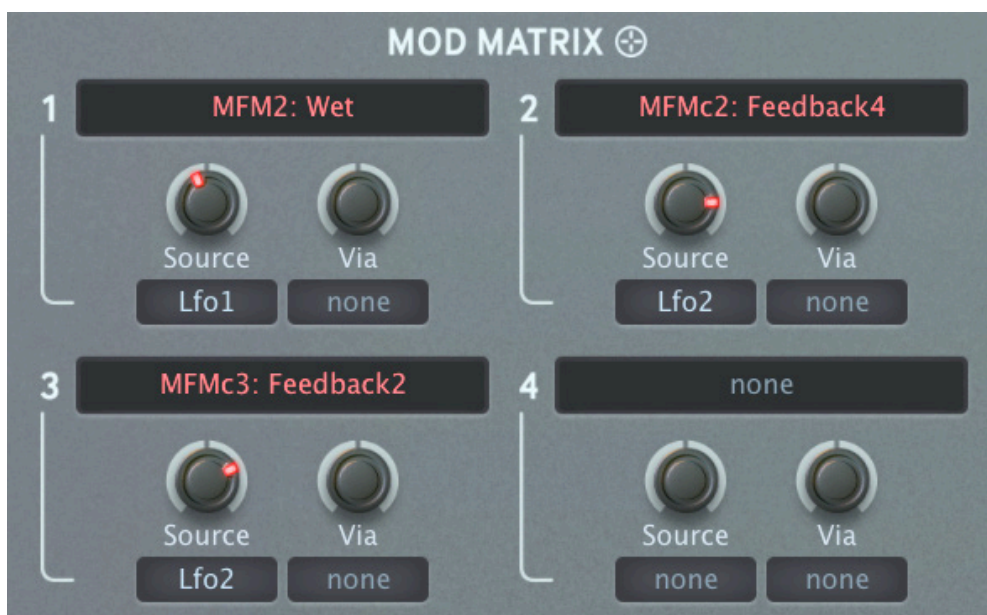 MOD MATRIX
1 MFM2: Wet
Source Via
Lfo1 none
2 MFMc2: Feedback4
Source Via
Lfo2 none
3 MFMc3: Feedback2
Source Via
Lfo2 none
4 none
Source Via
none none